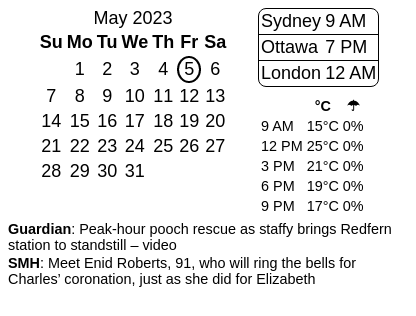 May 2023
Su Mo Tu We Th Fr Sa
1 2 3 4 5 6
7 8 9 10 11 12 13
14 15 16 17 18 19 20
21 22 23 24 25 26 27
28 29 30 31
Sydney 9 AM
Ottawa 7 PM
London 12 AM
°C ☂
9 AM 15°C 0%
12 PM 25°C 0%
3 PM 21°C 0%
6 PM 19°C 0%
9 PM 17°C 0%
Guardian: Peak-hour pooch rescue as staffy brings Redfern
station to standstill – video
SMH: Meet Enid Roberts, 91, who will ring the bells for
Charles’ coronation, just as she did for Elizabeth